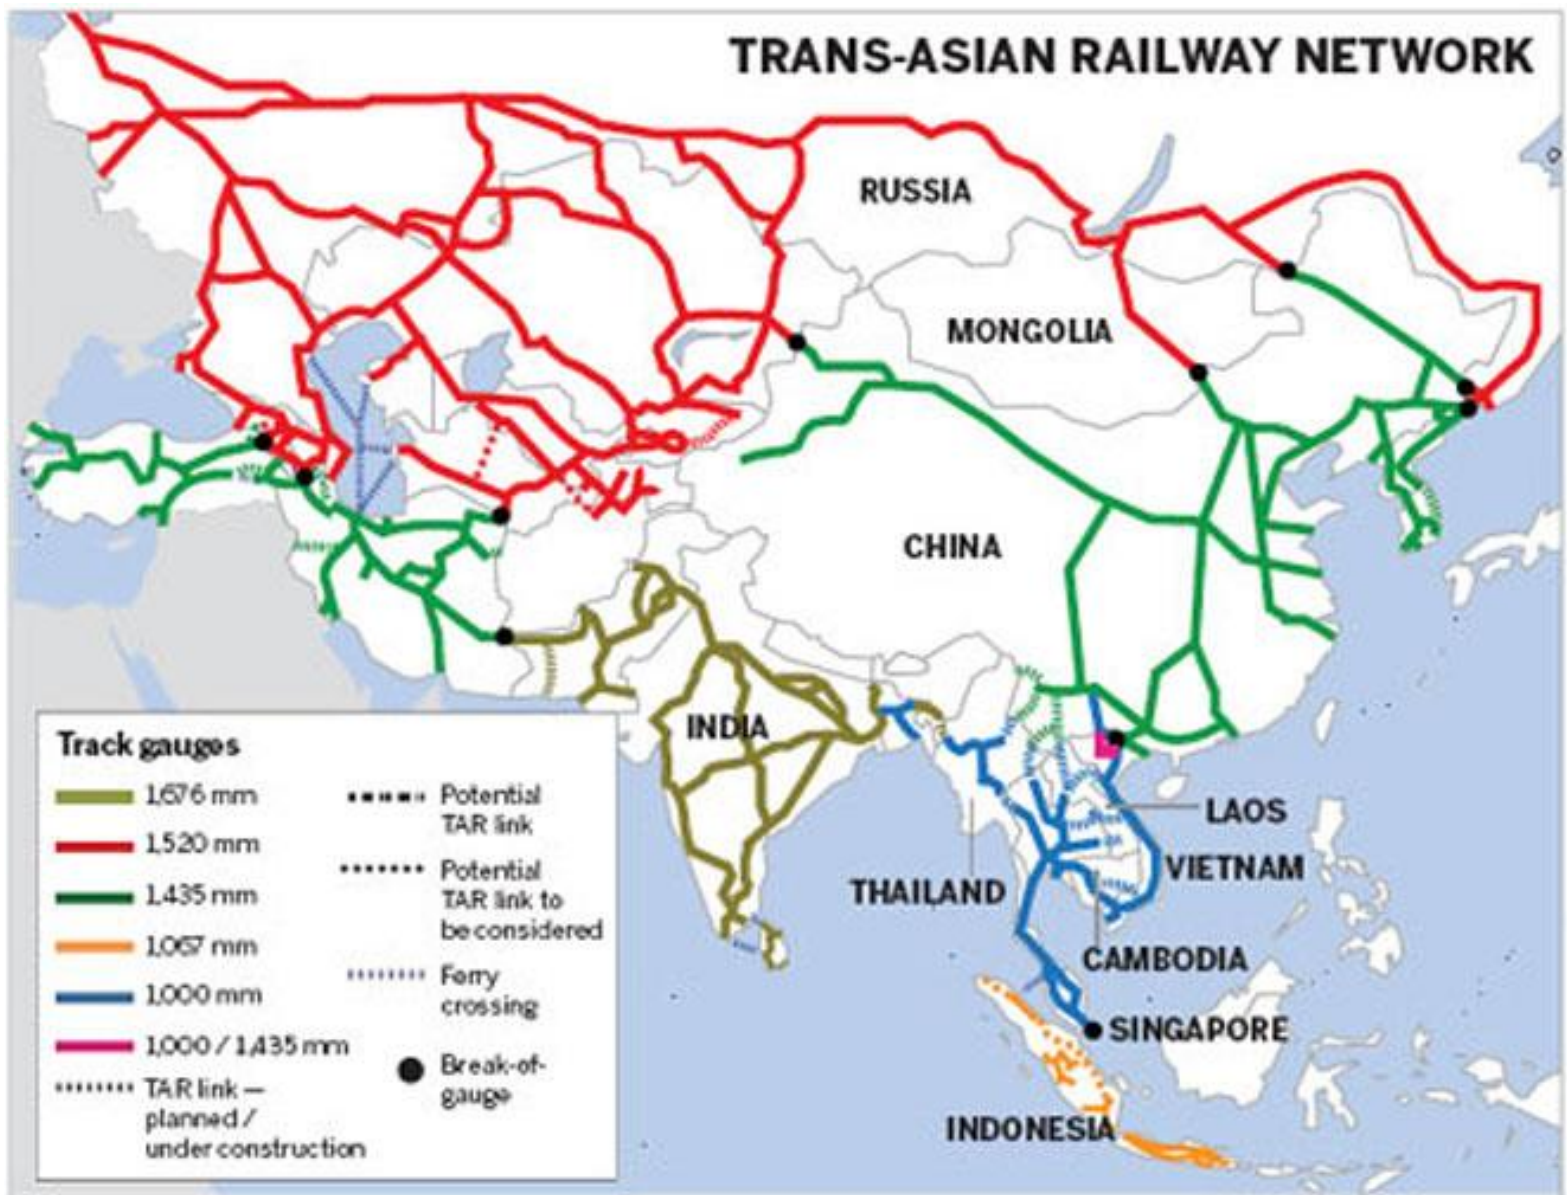 TRANS-ASIAN RAILWAY NETWORK
RUSSIA
MONGOLIA
CHINA
INDIA
LAOS
VIETNAM
THAILAND
CAMBODIA
SINGAPORE
INDONESIA
Track gauges
1,676 mm
1,520 mm
1,435 mm
1,067 mm
1,000 mm
1,000 / 1,435 mm
TAR link —
planned /
under construction
Potential
TAR link
Potential
TAR link to
be considered
Ferry
crossing
Break-of-
gauge